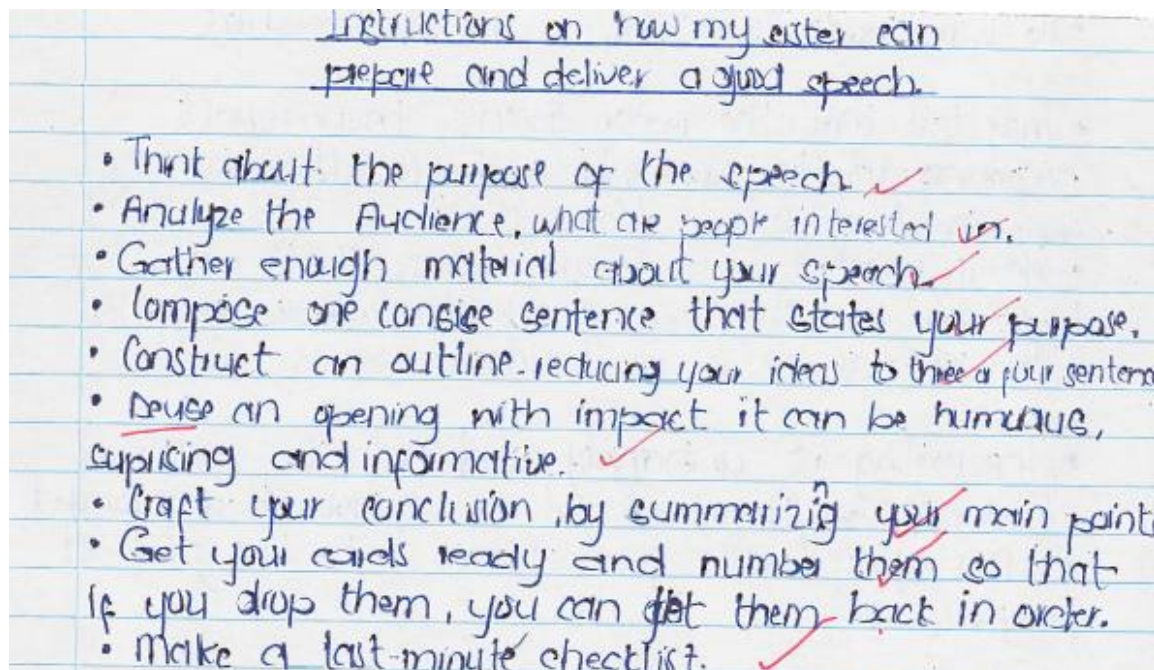 Instructions on how my sister can
prepare and deliver a good speech.
• Think about the purpose of the speech.
• Analyze the Audience, what are people interested in.
• Gather enough material about your speech.
• Compose one consise sentence that states your purpose.
• Construct an outline. reducing your ideas to three or four sentenc
• Deuse an opening with impact it can be humurus,
suprising and informative.
• Craft your conclusion, by summarizing your main point
• Get your cards ready and number them so that
if you drop them, you can get them back in order.
• Make a last-minute checklist.